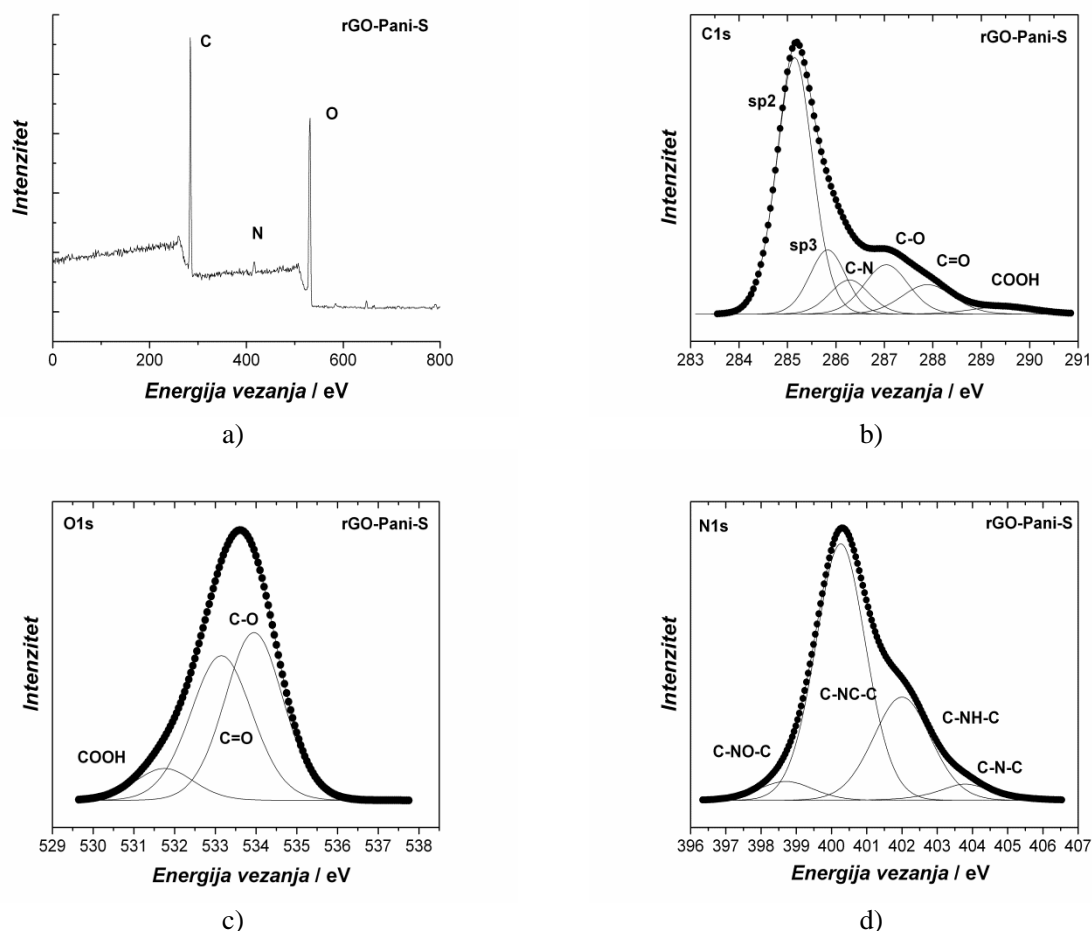 rGO-Pani-S
C
O
N
Intenzitet
0 200 400 600 800
Energija vezanja / eV
a)
C1s
rGO-Pani-S
sp2
sp3
C-N
C-O
C=O
COOH
Intenzitet
283 284 285 286 287 288 289 290 291
Energija vezanja / eV
b)
O1s
rGO-Pani-S
C-O
C=O
COOH
Intenzitet
529 530 531 532 533 534 535 536 537 538
Energija vezanja / eV
c)
N1s
rGO-Pani-S
C-NC-C
C-NH-C
C-NO-C
C-N-C
Intenzitet
396 397 398 399 400 401 402 403 404 405 406 407
Energija vezanja / eV
d)